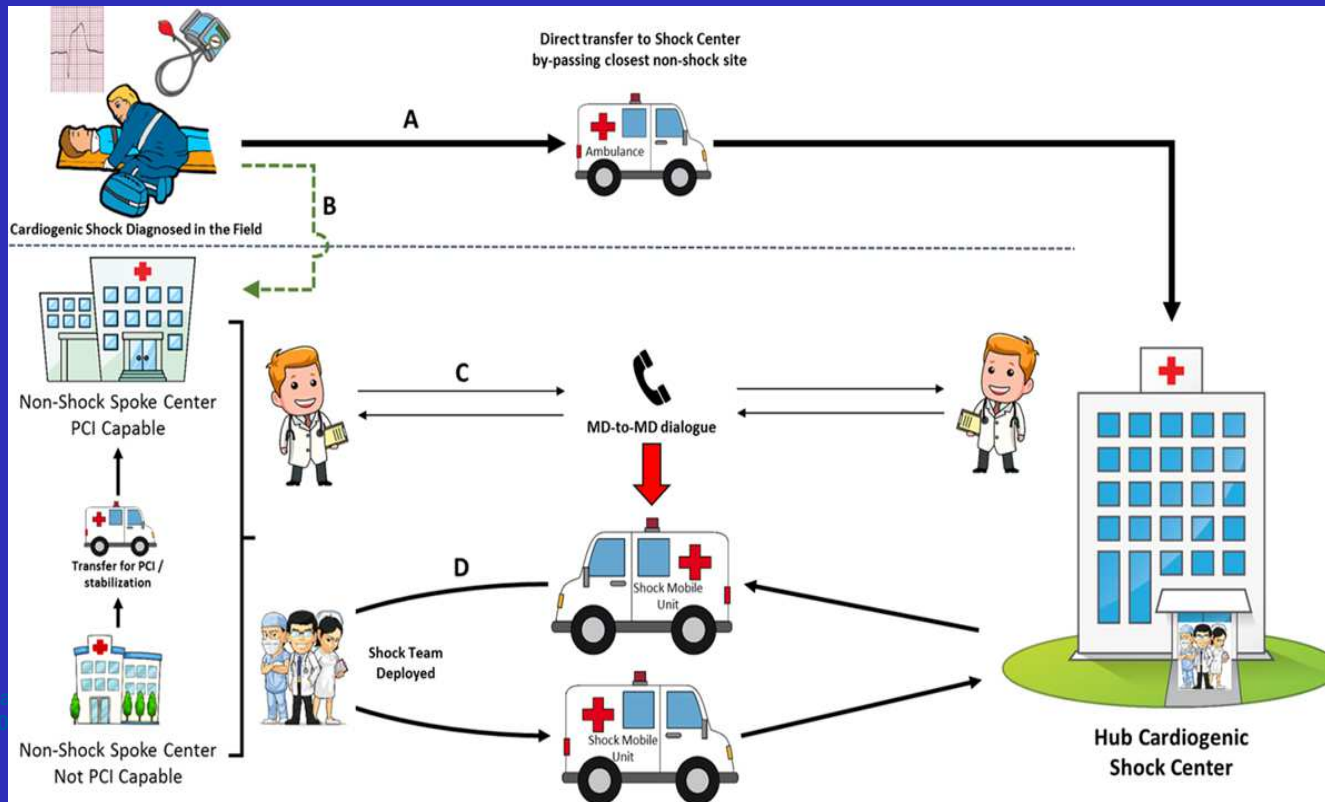 Direct transfer to Shock Center
by-passing closest non-shock site
A
Ambulance
B
Cardiogenic Shock Diagnosed in the Field
Non-Shock Spoke Center
PCI Capable
C
MD-to-MD dialogue
Transfer for PCI /
stabilization
D
Shock Mobile
Unit
Shock Team
Deployed
Shock Mobile
Unit
Non-Shock Spoke Center
Not PCI Capable
Hub Cardiogenic
Shock Center